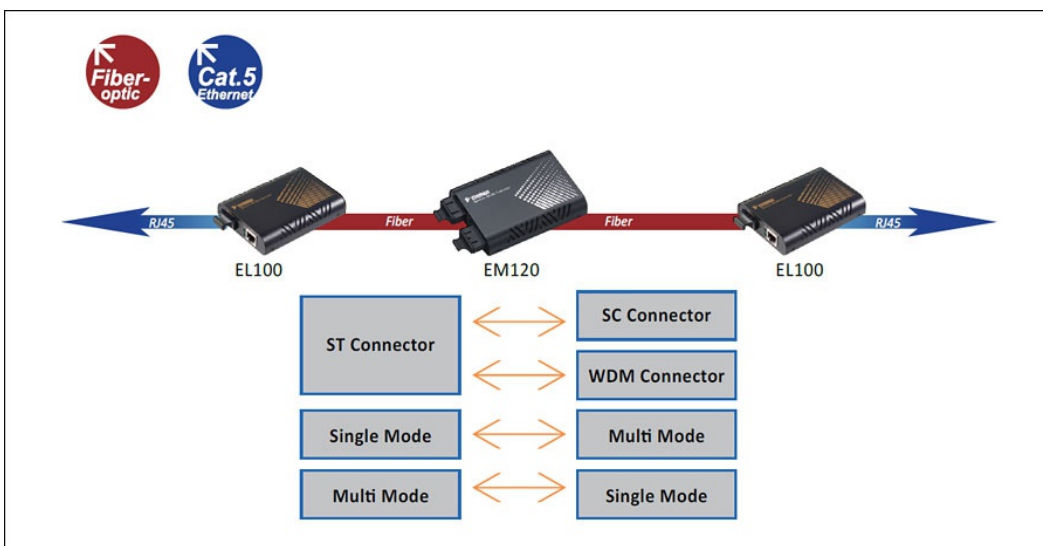 Fiber-
optic
Cat.5
Ethernet
RJ45
Fiber
Fiber
RJ45
EL100
EM120
EL100
ST Connector
SC Connector
WDM Connector
Single Mode
Multi Mode
Multi Mode
Single Mode